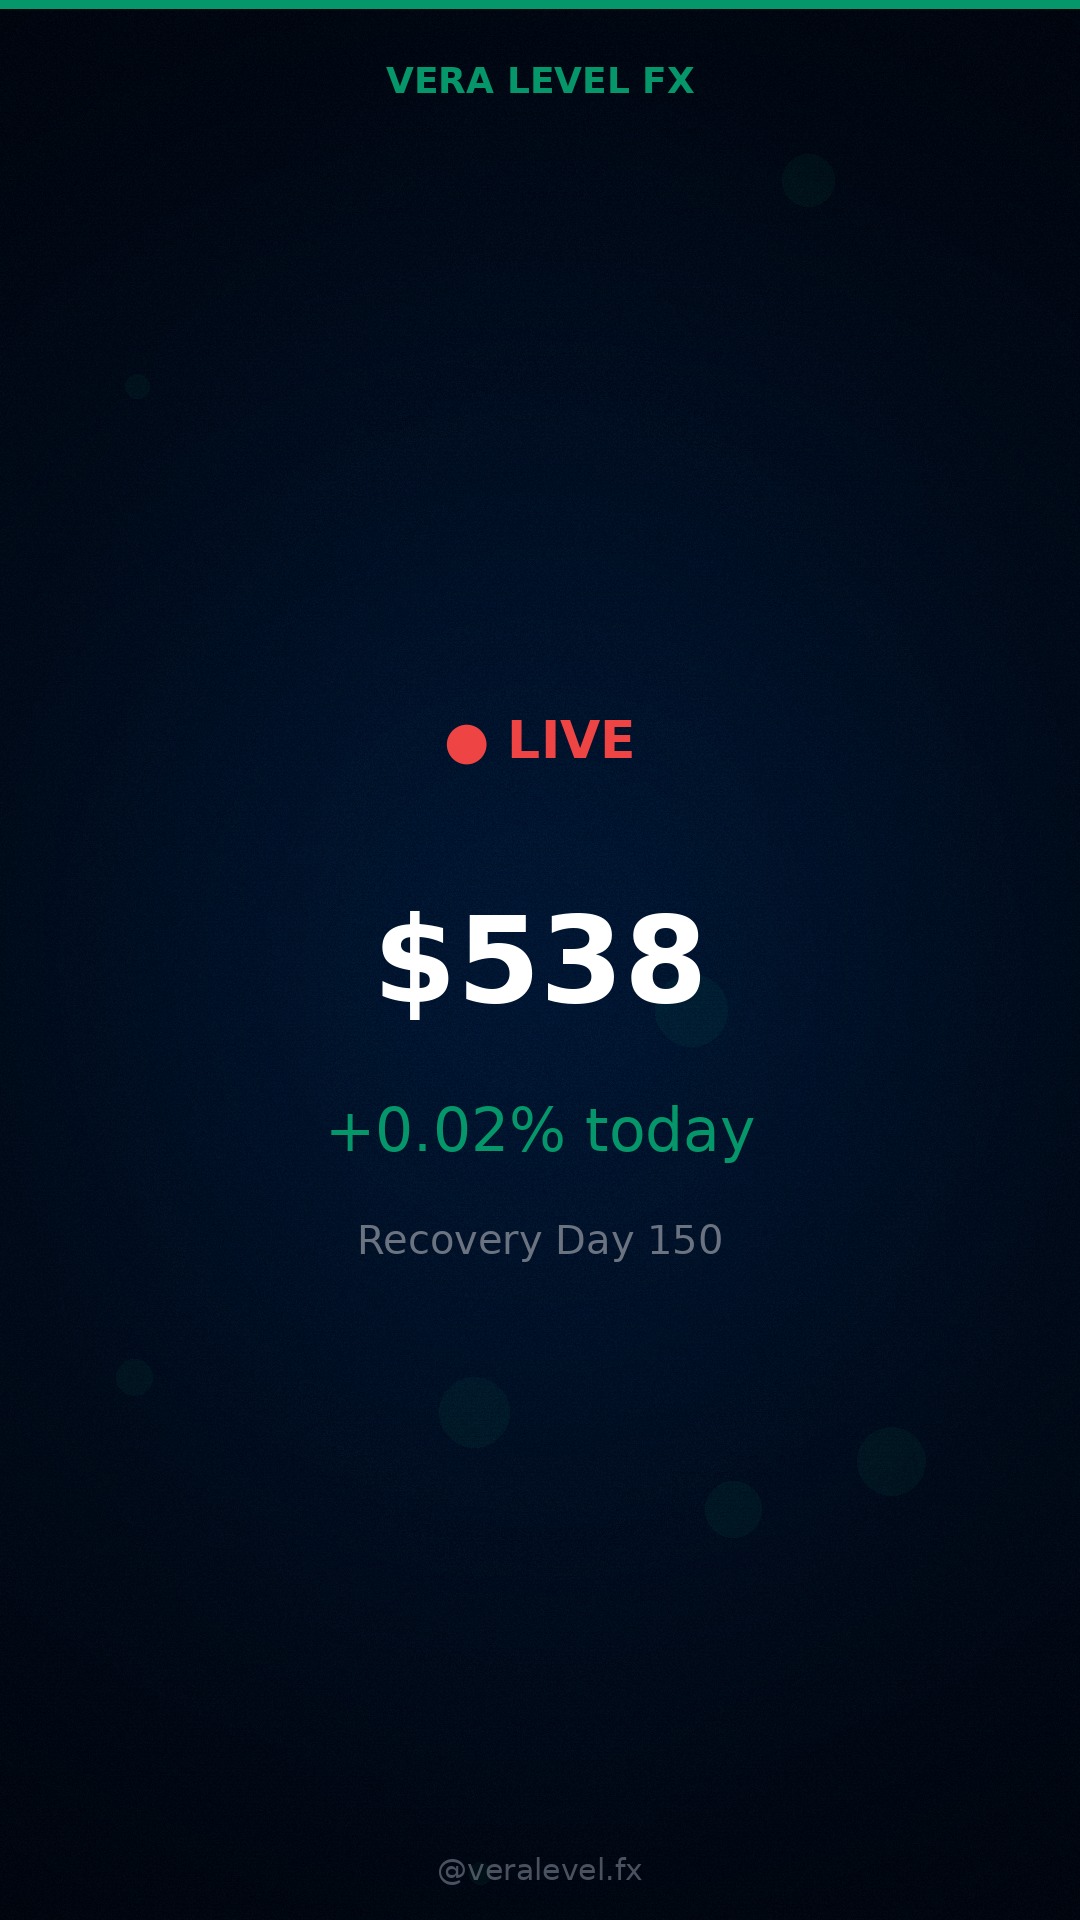 VERA LEVEL FX
● LIVE
$538
+0.02% today
Recovery Day 150
@veralevel.fx